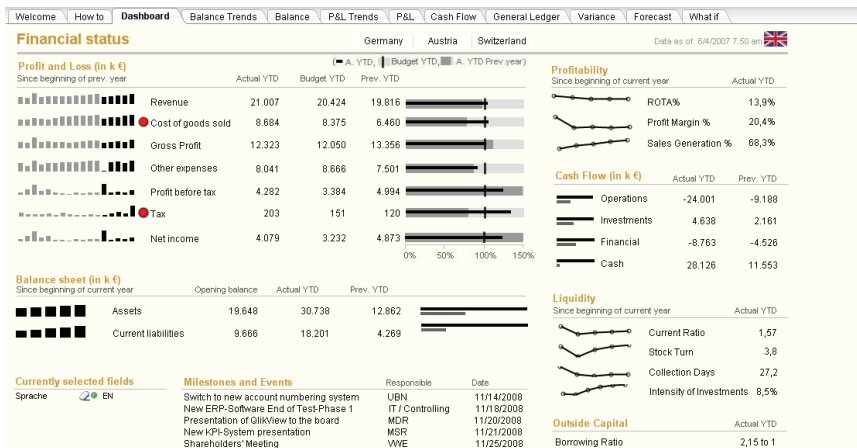 Welcome How to Dashboard Balance Trends Balance P&L Trends P&L Cash Flow General Ledger Variance Forecast What if
Financial status
Germany Austria Switzerland
Data as of: 6/4/2007 7:50 am
Profit and Loss (in k €)
(A. YTD, Budget YTD, A. YTD Prev.year)
Since beginning of prev. year Actual YTD Budget YTD Prev. YTD
Revenue 21.007 20.424 19.816
Cost of goods sold 8.684 8.375 6.460
Gross Profit 12.323 12.050 13.356
Other expenses 8.041 8.666 7.501
Profit before tax 4.282 3.384 4.994
Tax 203 151 120
Net income 4.079 3.232 4.873
0% 50% 100% 150%
Balance sheet (in k €)
Since beginning of current year Opening balance Actual YTD Prev. YTD
Assets 19.648 30.738 12.862
Current liabilities 9.666 18.201 4.269
Currently selected fields
Sprache EN
Milestones and Events Responsible Date
Switch to new account numbering system UBN 11/14/2008
New ERP-Software End of Test-Phase 1 IT / Controlling 11/18/2008
Presentation of QlikView to the board MDR 11/20/2008
New KPI-System presentation MSR 11/21/2008
Shareholders' Meeting VWE 11/25/2008
Profitability
Since beginning of current year Actual YTD
ROTA% 13,9%
Profit Margin % 20,4%
Sales Generation % 68,3%
Cash Flow (in k €) Actual YTD Prev. YTD
Operations -24.001 -9.188
Investments 4.638 2.161
Financial -8.763 -4.526
Cash 28.126 11.553
Liquidity
Since beginning of current year Actual YTD
Current Ratio 1,57
Stock Turn 3,8
Collection Days 27,2
Intensity of Investments 8,5%
Outside Capital Actual YTD
Borrowing Ratio 2,15 to 1